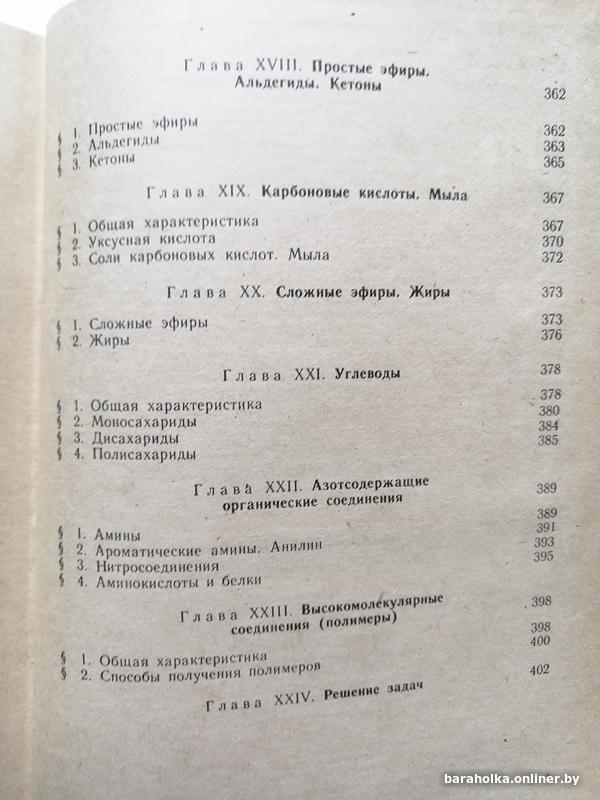 Глава XVIII. Простые эфиры.
Альдегиды. Кетоны 362
§ 1. Простые эфиры 362
§ 2. Альдегиды 363
§ 3. Кетоны 365
Глава XIX. Карбоновые кислоты. Мыла 367
§ 1. Общая характеристика 367
§ 2. Уксусная кислота 370
§ 3. Соли карбоновых кислот. Мыла 372
Глава XX. Сложные эфиры. Жиры 373
§ 1. Сложные эфиры 373
§ 2. Жиры 376
Глава XXI. Углеводы 378
§ 1. Общая характеристика 378
§ 2. Моносахариды 380
§ 3. Дисахариды 384
§ 4. Полисахариды 385
Глава XXII. Азотсодержащие
органические соединения 389
§ 1. Амины 389
§ 2. Ароматические амины. Анилин 391
§ 3. Нитросоединения 393
§ 4. Аминокислоты и белки 395
Глава XXIII. Высокомолекулярные
соединения (полимеры) 398
§ 1. Общая характеристика 398
§ 2. Способы получения полимеров 400
Глава XXIV. Решение задач 402
baraholka.onliner.by